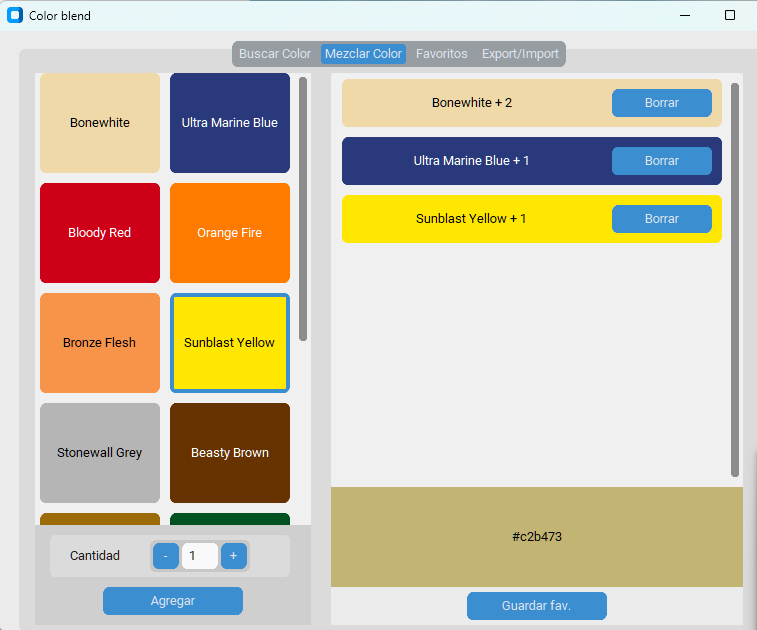 Color blend
Buscar Color Mezclar Color Favoritos Export/Import
Bonewhite
Ultra Marine Blue
Bloody Red
Orange Fire
Bronze Flesh
Sunblast Yellow
Stonewall Grey
Beasty Brown
Cantidad - 1 +
Agregar
Bonewhite + 2 Borrar
Ultra Marine Blue + 1 Borrar
Sunblast Yellow + 1 Borrar
#c2b473
Guardar fav.